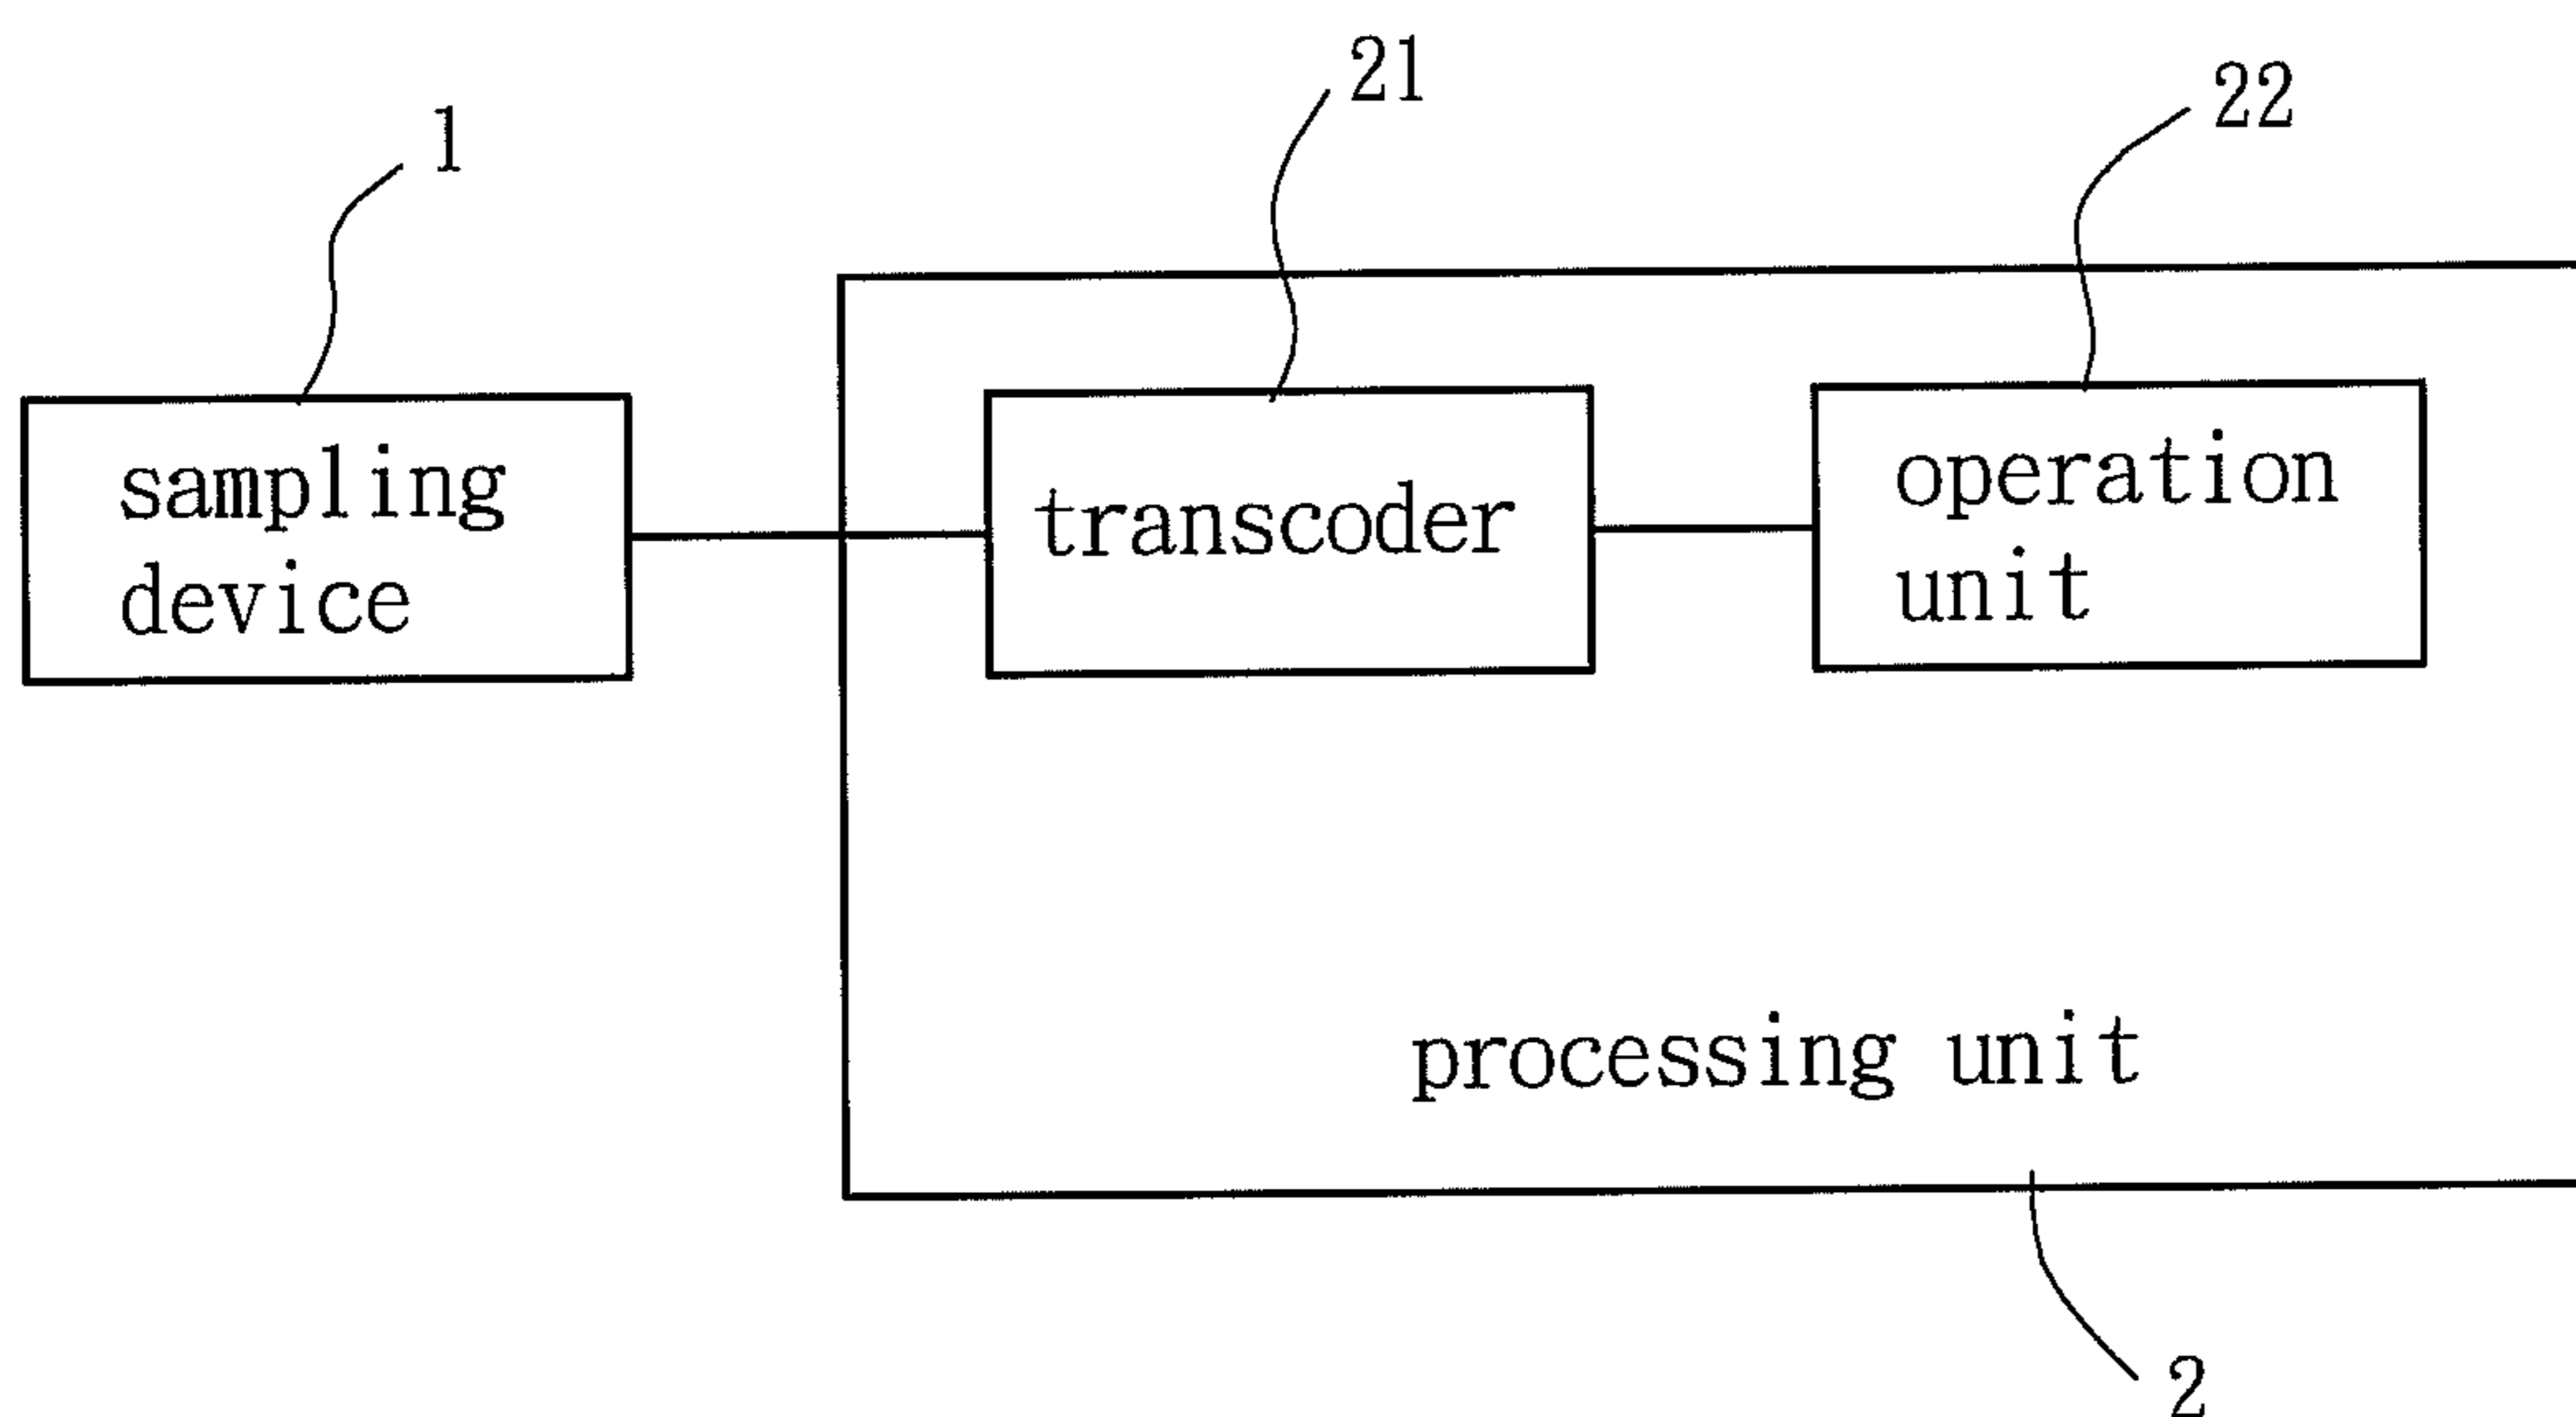 21
22
1
sampling
device
transcoder
operation
unit
processing unit
2